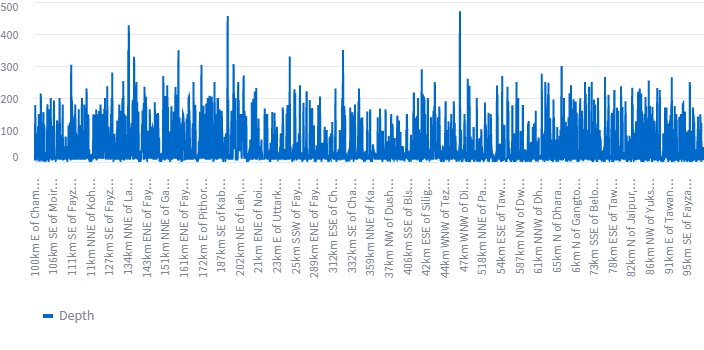 500
400
300
200
100
0
100km E of Cham...
106km SE of Moir...
111km SE of Fayz...
11km NNE of Koh...
127km SE of Fayz...
134km NNE of La...
143km ENE of Fay...
151km NNE of Ga...
161km ENE of Fay...
172km E of Pithor...
187km SE of Kab...
202km NE of Leh,...
21km ENE of Noi...
23km E of Uttark...
25km SSW of Fay...
289km ENE of Fay...
312km ESE of Ch...
332km SE of Cha...
359km NNE of Ka...
37km NW of Dush...
406km SSE of Bis...
42km ESE of Silig...
44km WNW of Tez...
47km WNW of Di...
518km NNE of Pa...
54km ESE of Taw...
587km NW of Dw...
61km NNW of Dh...
65km N of Dhara...
6km N of Gangto...
73km SSE of Belo...
78km ESE of Taw...
82km N of Jaipur,...
86km NW of Yuks...
91km E of Tawan...
95km SE of Fayza...
Depth